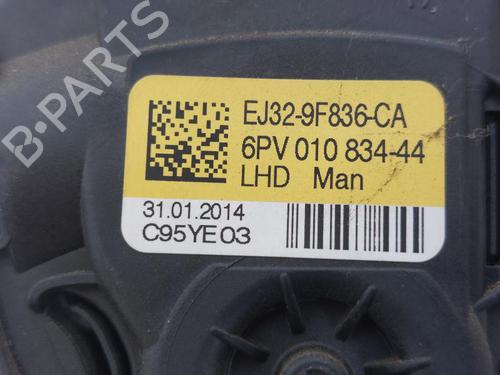 EJ32-9F836-CA
6PV 010 834-44
LHD Man
31.01.2014
C95YE03
B-PARTS